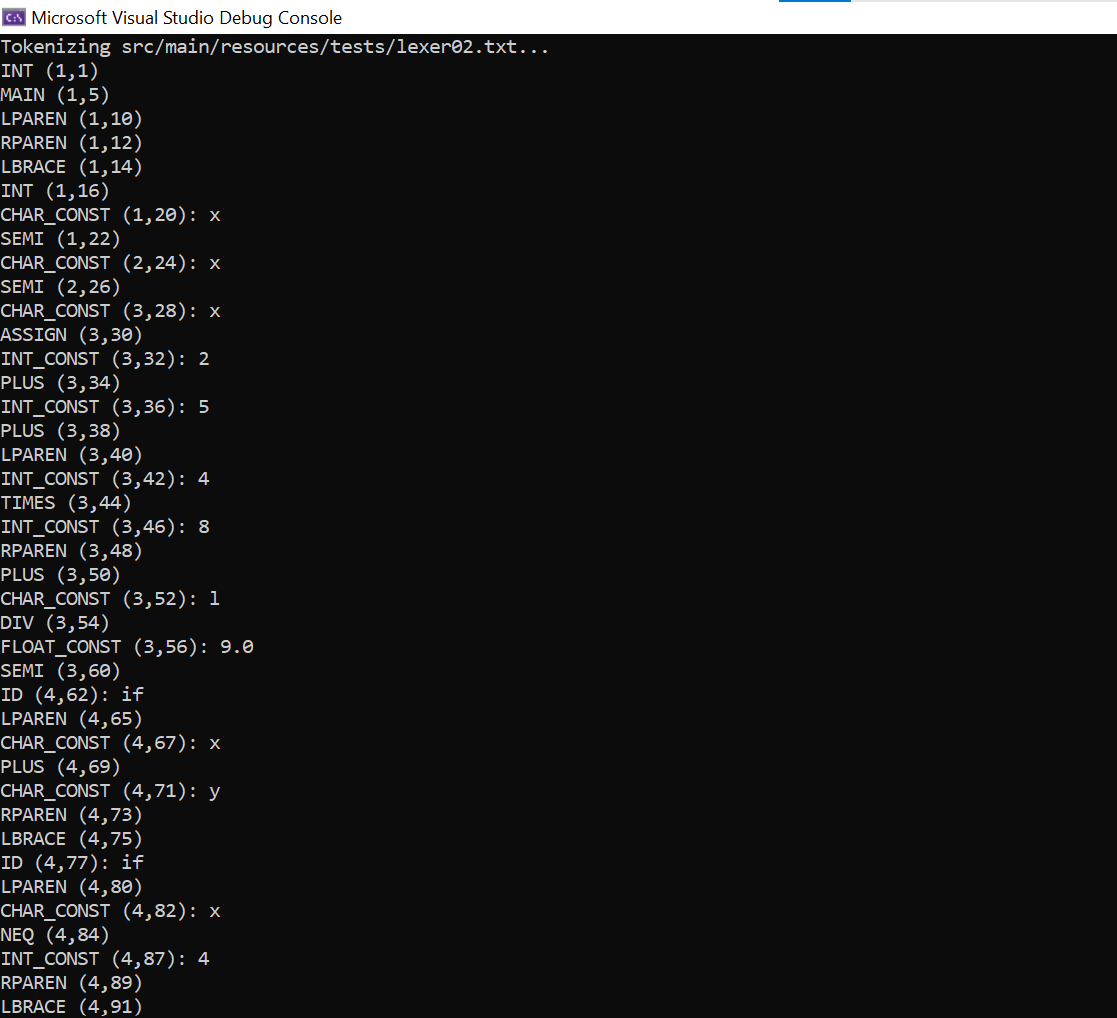 Microsoft Visual Studio Debug Console
Tokenizing src/main/resources/tests/lexer02.txt...
INT (1,1)
MAIN (1,5)
LPAREN (1,10)
RPAREN (1,12)
LBRACE (1,14)
INT (1,16)
CHAR_CONST (1,20): x
SEMI (1,22)
CHAR_CONST (2,24): x
SEMI (2,26)
CHAR_CONST (3,28): x
ASSIGN (3,30)
INT_CONST (3,32): 2
PLUS (3,34)
INT_CONST (3,36): 5
PLUS (3,38)
LPAREN (3,40)
INT_CONST (3,42): 4
TIMES (3,44)
INT_CONST (3,46): 8
RPAREN (3,48)
PLUS (3,50)
CHAR_CONST (3,52): l
DIV (3,54)
FLOAT_CONST (3,56): 9.0
SEMI (3,60)
ID (4,62): if
LPAREN (4,65)
CHAR_CONST (4,67): x
PLUS (4,69)
CHAR_CONST (4,71): y
RPAREN (4,73)
LBRACE (4,75)
ID (4,77): if
LPAREN (4,80)
CHAR_CONST (4,82): x
NEQ (4,84)
INT_CONST (4,87): 4
RPAREN (4,89)
LBRACE (4,91)